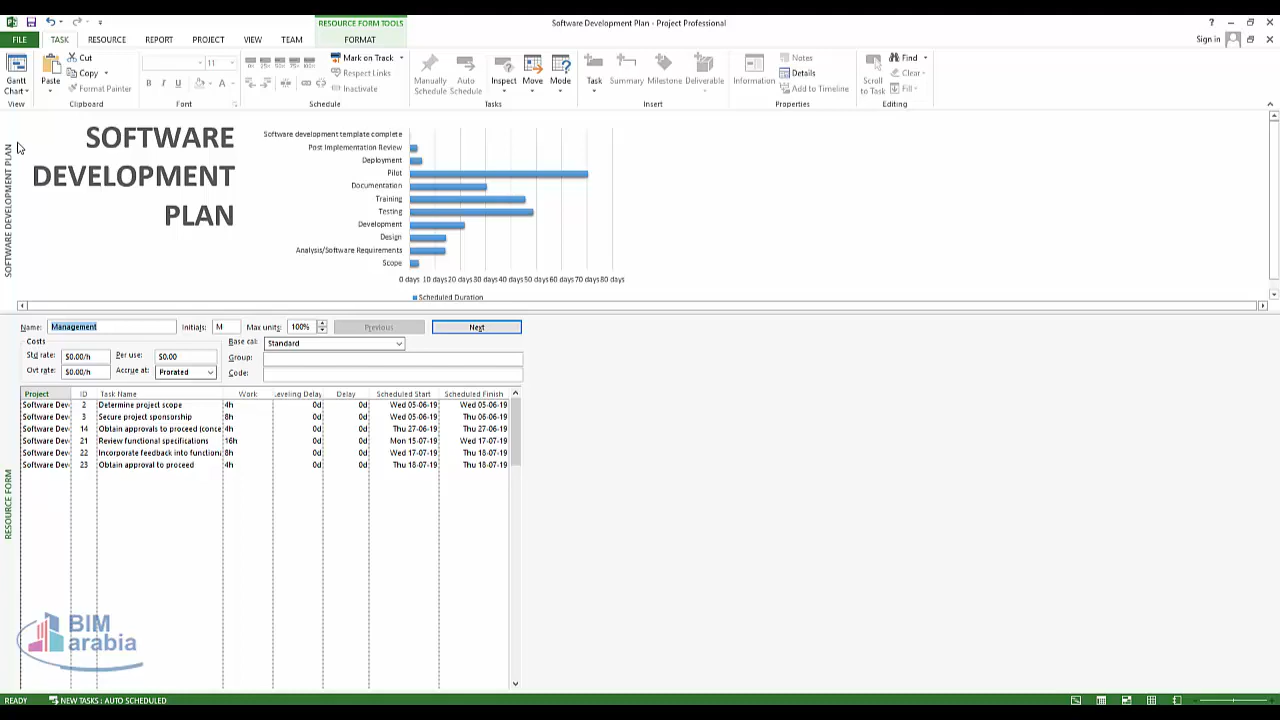 Software Development Plan - Project Professional
RESOURCE FORM TOOLS
FILE TASK RESOURCE REPORT PROJECT VIEW TEAM FORMAT
Sign in
Gantt Chart
View
Paste
Cut
Copy
Format Painter
Clipboard
11
B I U
Font
Mark on Track
Respect Links
Inactivate
Schedule
Manually Schedule
Auto Schedule
Inspect
Move
Mode
Tasks
Task
Summary
Milestone
Deliverable
Insert
Information
Notes
Details
Add to Timeline
Properties
Scroll to Task
Find
Clear
Fill
Editing
SOFTWARE DEVELOPMENT PLAN
SOFTWARE
DEVELOPMENT
PLAN
Software development template complete
Post Implementation Review
Deployment
Pilot
Documentation
Training
Testing
Development
Design
Analysis/Software Requirements
Scope
0 days 10 days 20 days 30 days 40 days 50 days 60 days 70 days 80 days
Scheduled Duration
RESOURCE FORM
Name: Management Initials: M Max units: 100% Previous Next
Costs Base cal: Standard
Std rate: $0.00/h Per use: $0.00 Group:
Ovt rate: $0.00/h Accrue at: Prorated Code:
Project ID Task Name Work Leveling Delay Delay Scheduled Start Scheduled Finish
Software Dev 2 Determine project scope 4h 0d 0d Wed 05-06-19 Wed 05-06-19
Software Dev 3 Secure project sponsorship 8h 0d 0d Wed 05-06-19 Thu 06-06-19
Software Dev 14 Obtain approvals to proceed (conce 4h 0d 0d Thu 27-06-19 Thu 27-06-19
Software Dev 21 Review functional specifications 16h 0d 0d Mon 15-07-19 Wed 17-07-19
Software Dev 22 Incorporate feedback into function 8h 0d 0d Wed 17-07-19 Thu 18-07-19
Software Dev 23 Obtain approval to proceed 4h 0d 0d Thu 18-07-19 Thu 18-07-19
BIM
arabia
READY NEW TASKS : AUTO SCHEDULED